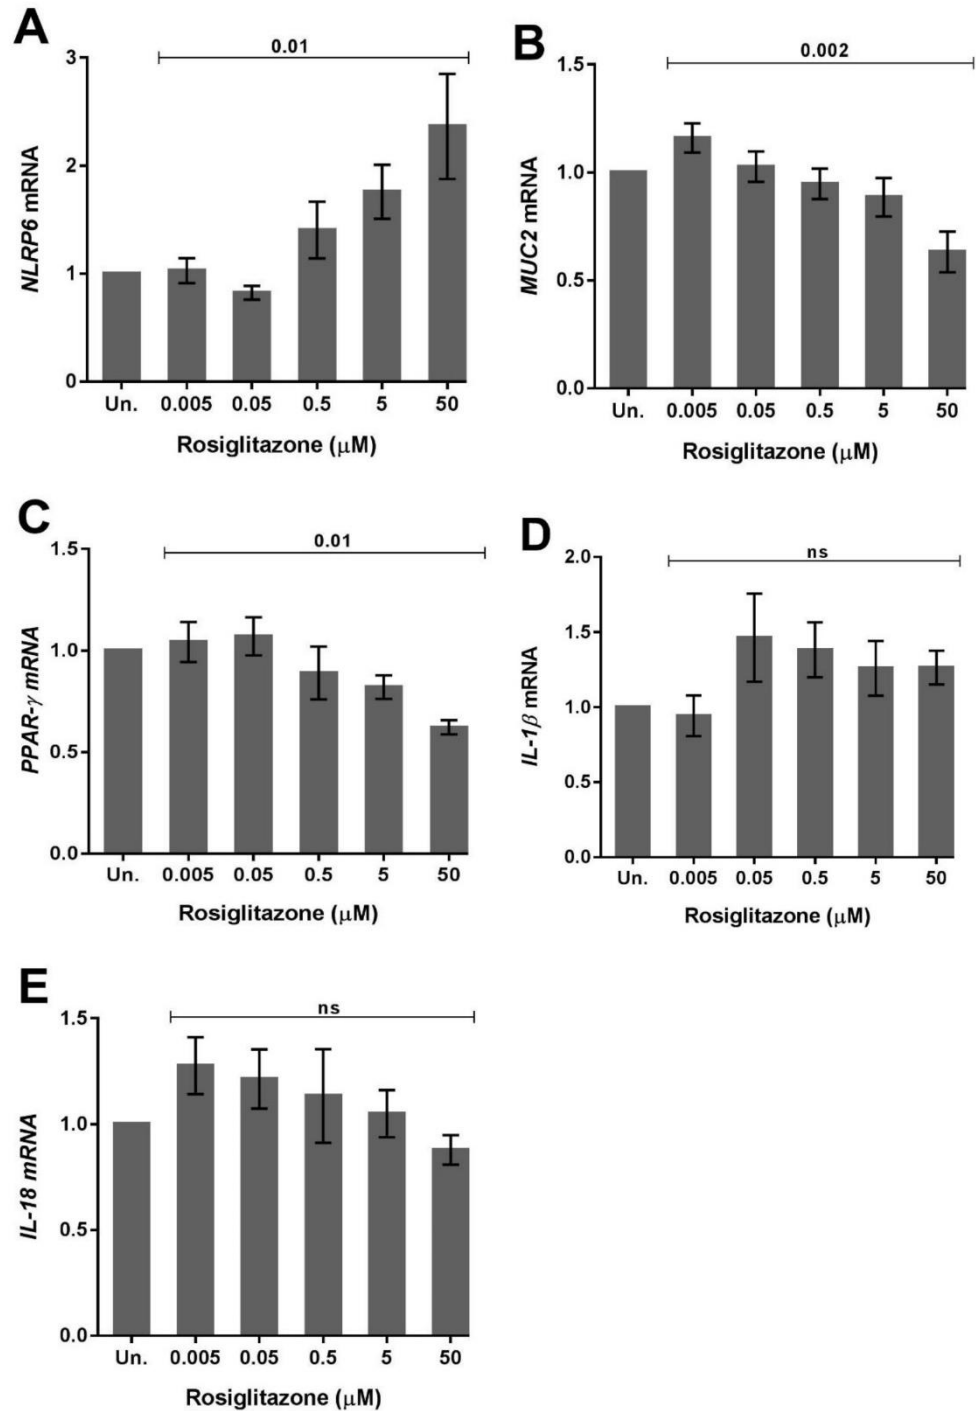 A
0.01
3
2
1
0
NLRP6 mRNA
Un. 0.005 0.05 0.5 5 50
Rosiglitazone (μM)
B
0.002
1.5
1.0
0.5
0.0
MUC2 mRNA
Un. 0.005 0.05 0.5 5 50
Rosiglitazone (μM)
C
0.01
1.5
1.0
0.5
0.0
PPAR-γ mRNA
Un. 0.005 0.05 0.5 5 50
Rosiglitazone (μM)
D
ns
2.0
1.5
1.0
0.5
0.0
IL-1β mRNA
Un. 0.005 0.05 0.5 5 50
Rosiglitazone (μM)
E
ns
1.5
1.0
0.5
0.0
IL-18 mRNA
Un. 0.005 0.05 0.5 5 50
Rosiglitazone (μM)